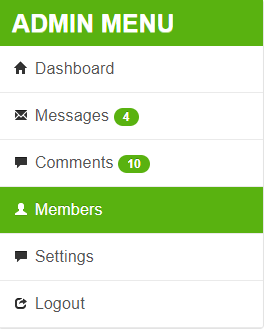 ADMIN MENU
Dashboard
Messages 4
Comments 10
Members
Settings
Logout